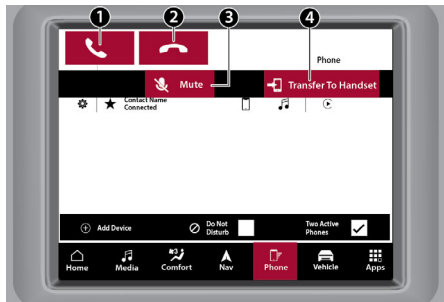 1
2
3
4
Phone
Mute
Transfer To Handset
Contact Name
Connected
Add Device
Do Not
Disturb
Two Active
Phones
Home
Media
Comfort
Nav
Phone
Vehicle
Apps